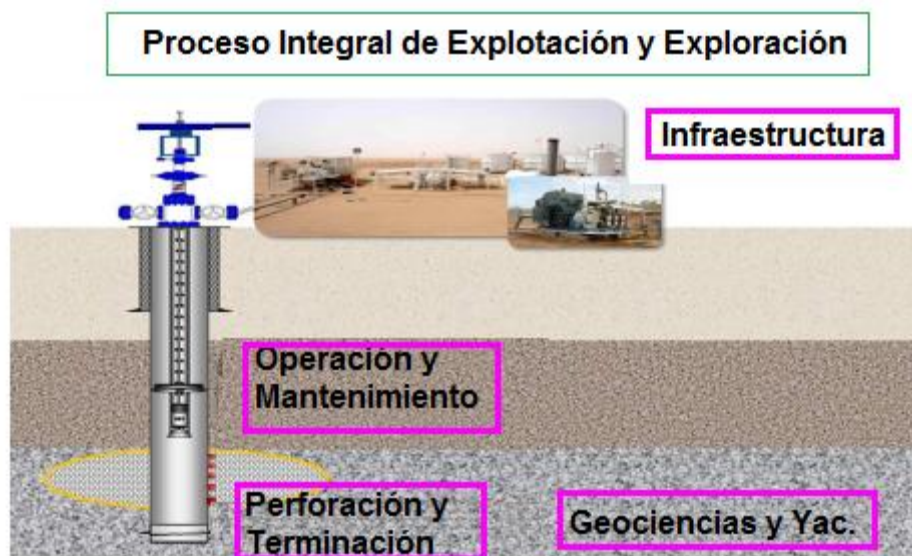 Proceso Integral de Explotación y Exploración
Infraestructura
Operación y
Mantenimiento
Perforación y
Terminación
Geociencias y Yac.